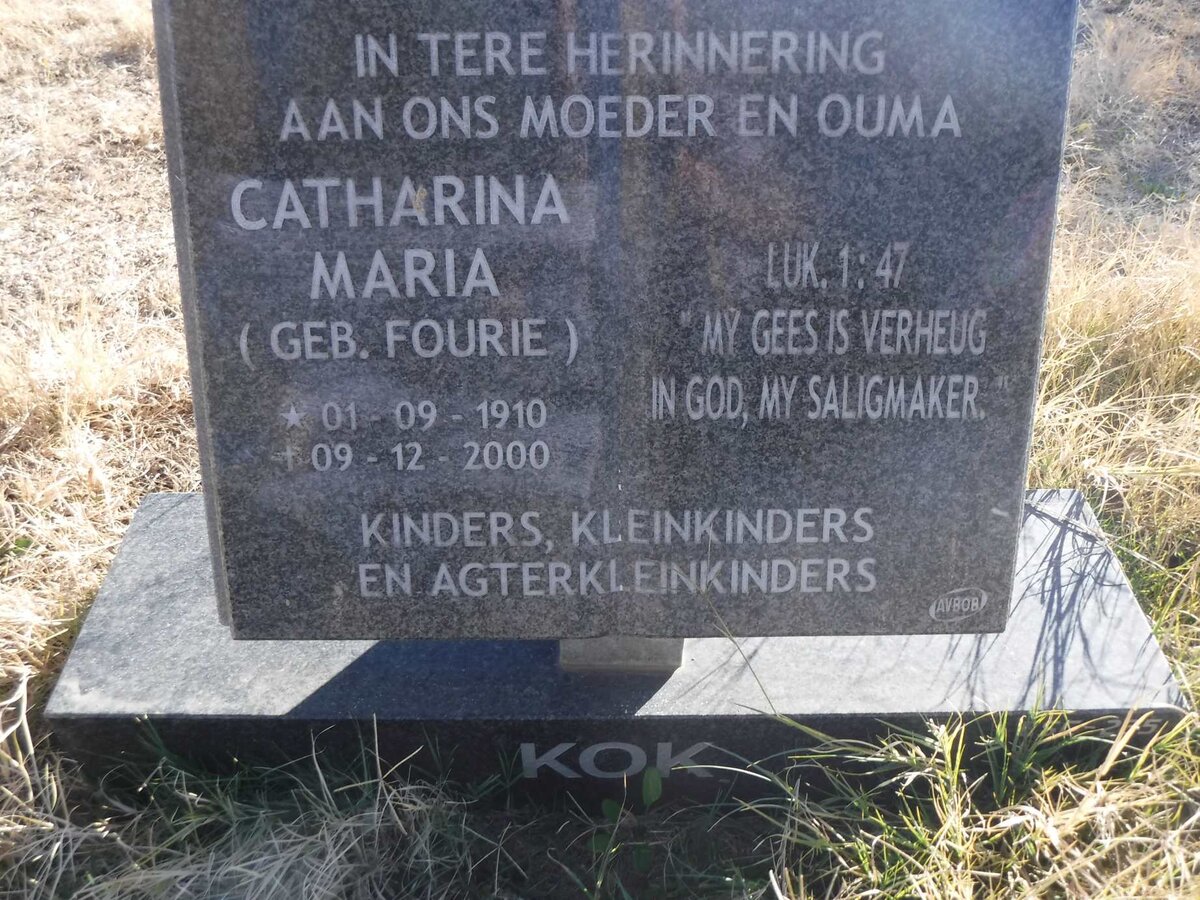 IN TERE HERINNERING
AAN ONS MOEDER EN OUMA
CATHARINA
MARIA
( GEB. FOURIE )
★ 01 - 09 - 1910
✝ 09 - 12 - 2000
LUK. 1 : 47
" MY GEES IS VERHEUG
IN GOD, MY SALIGMAKER. "
KINDERS, KLEINKINDERS
EN AGTERKLEINKINDERS
AVBOB
KOK